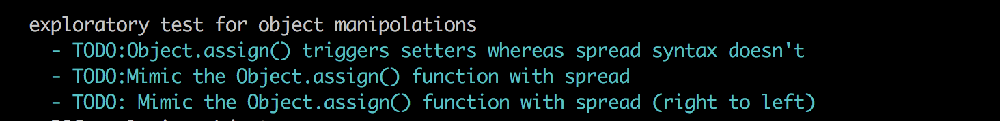 exploratory test for object manipolations
- TODO:Object.assign() triggers setters whereas spread syntax doesn't
- TODO:Mimic the Object.assign() function with spread
- TODO: Mimic the Object.assign() function with spread (right to left)